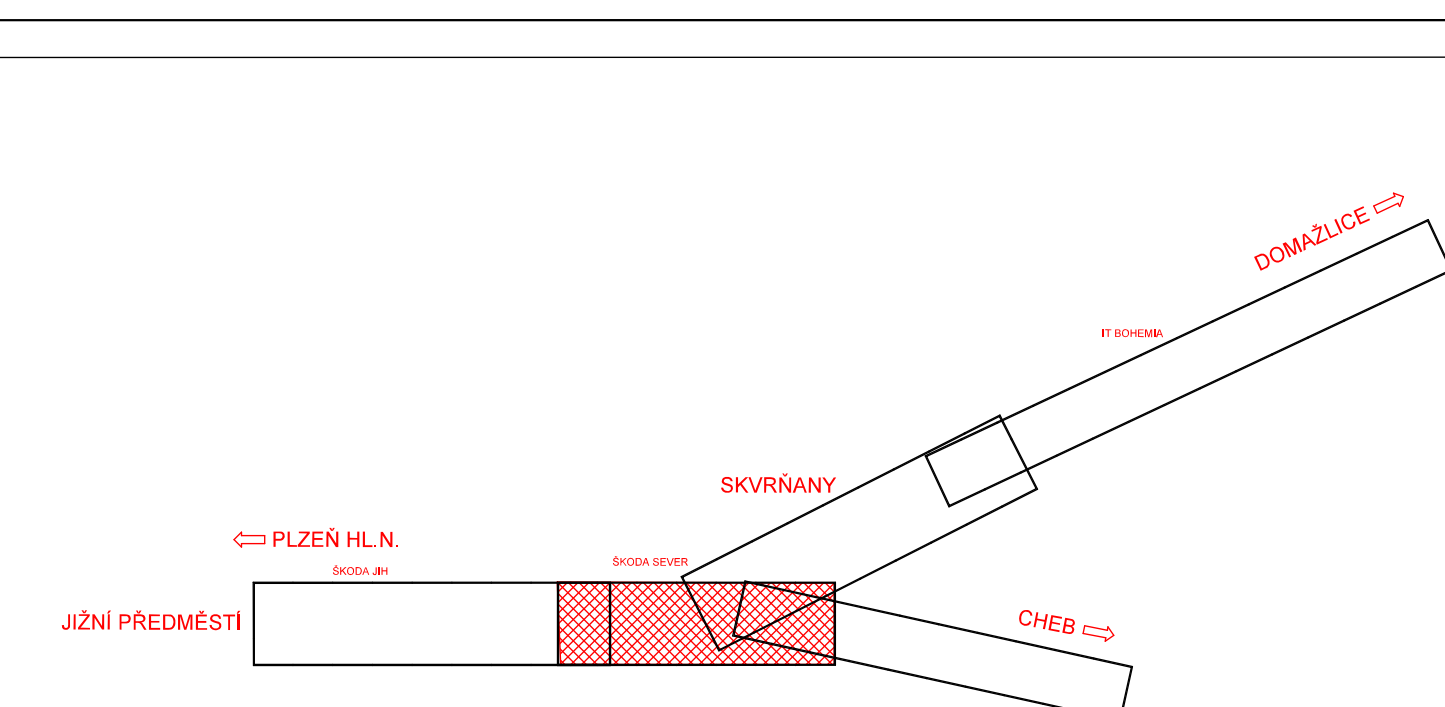 DOMAŽLICE
IT BOHEMIA
SKVRŇANY
PLZEŇ HL.N.
ŠKODA SEVER
ŠKODA JIH
JIŽNÍ PŘEDMĚSTÍ
CHEB